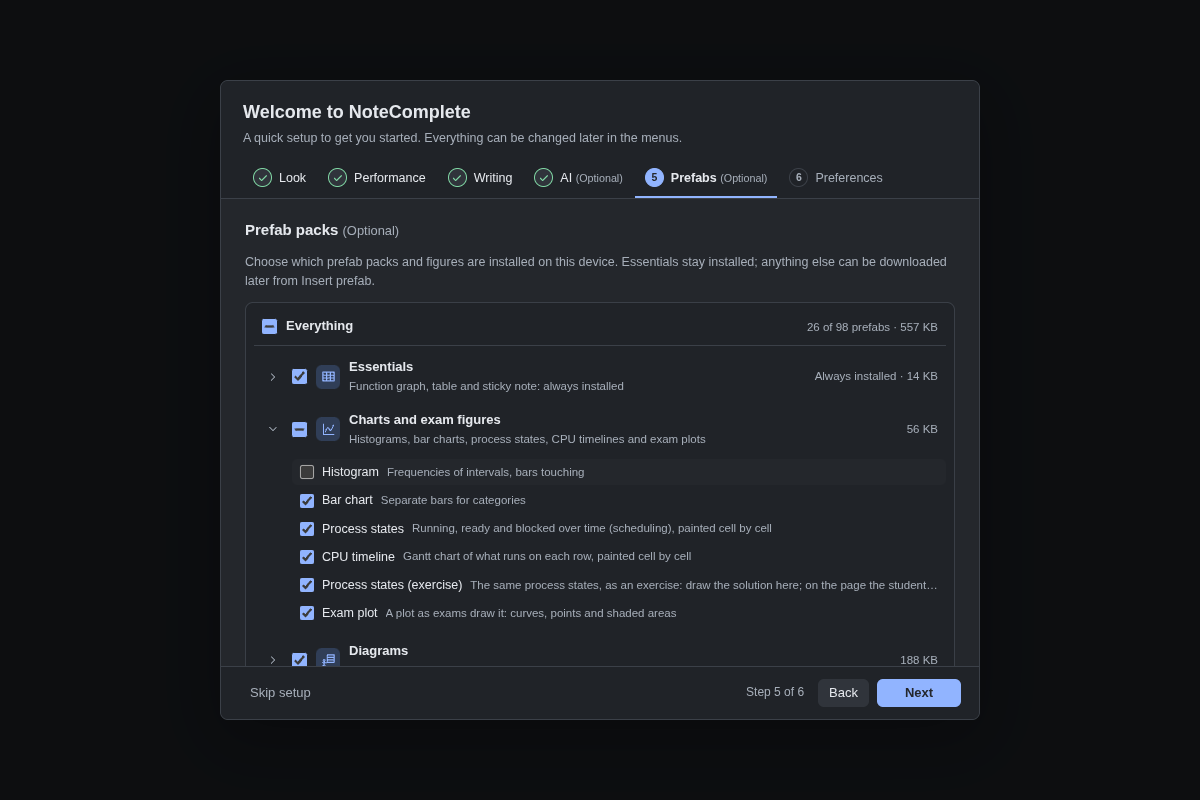 Welcome to NoteComplete
A quick setup to get you started. Everything can be changed later in the menus.
Look
Performance
Writing
AI (Optional)
5 Prefabs (Optional)
6 Preferences
Prefab packs (Optional)
Choose which prefab packs and figures are installed on this device. Essentials stay installed; anything else can be downloaded
later from Insert prefab.
Everything
26 of 98 prefabs · 557 KB
Essentials
Function graph, table and sticky note: always installed
Always installed · 14 KB
Charts and exam figures
Histograms, bar charts, process states, CPU timelines and exam plots
56 KB
Histogram Frequencies of intervals, bars touching
Bar chart Separate bars for categories
Process states Running, ready and blocked over time (scheduling), painted cell by cell
CPU timeline Gantt chart of what runs on each row, painted cell by cell
Process states (exercise) The same process states, as an exercise: draw the solution here; on the page the student…
Exam plot A plot as exams draw it: curves, points and shaded areas
Diagrams
188 KB
Skip setup
Step 5 of 6
Back
Next